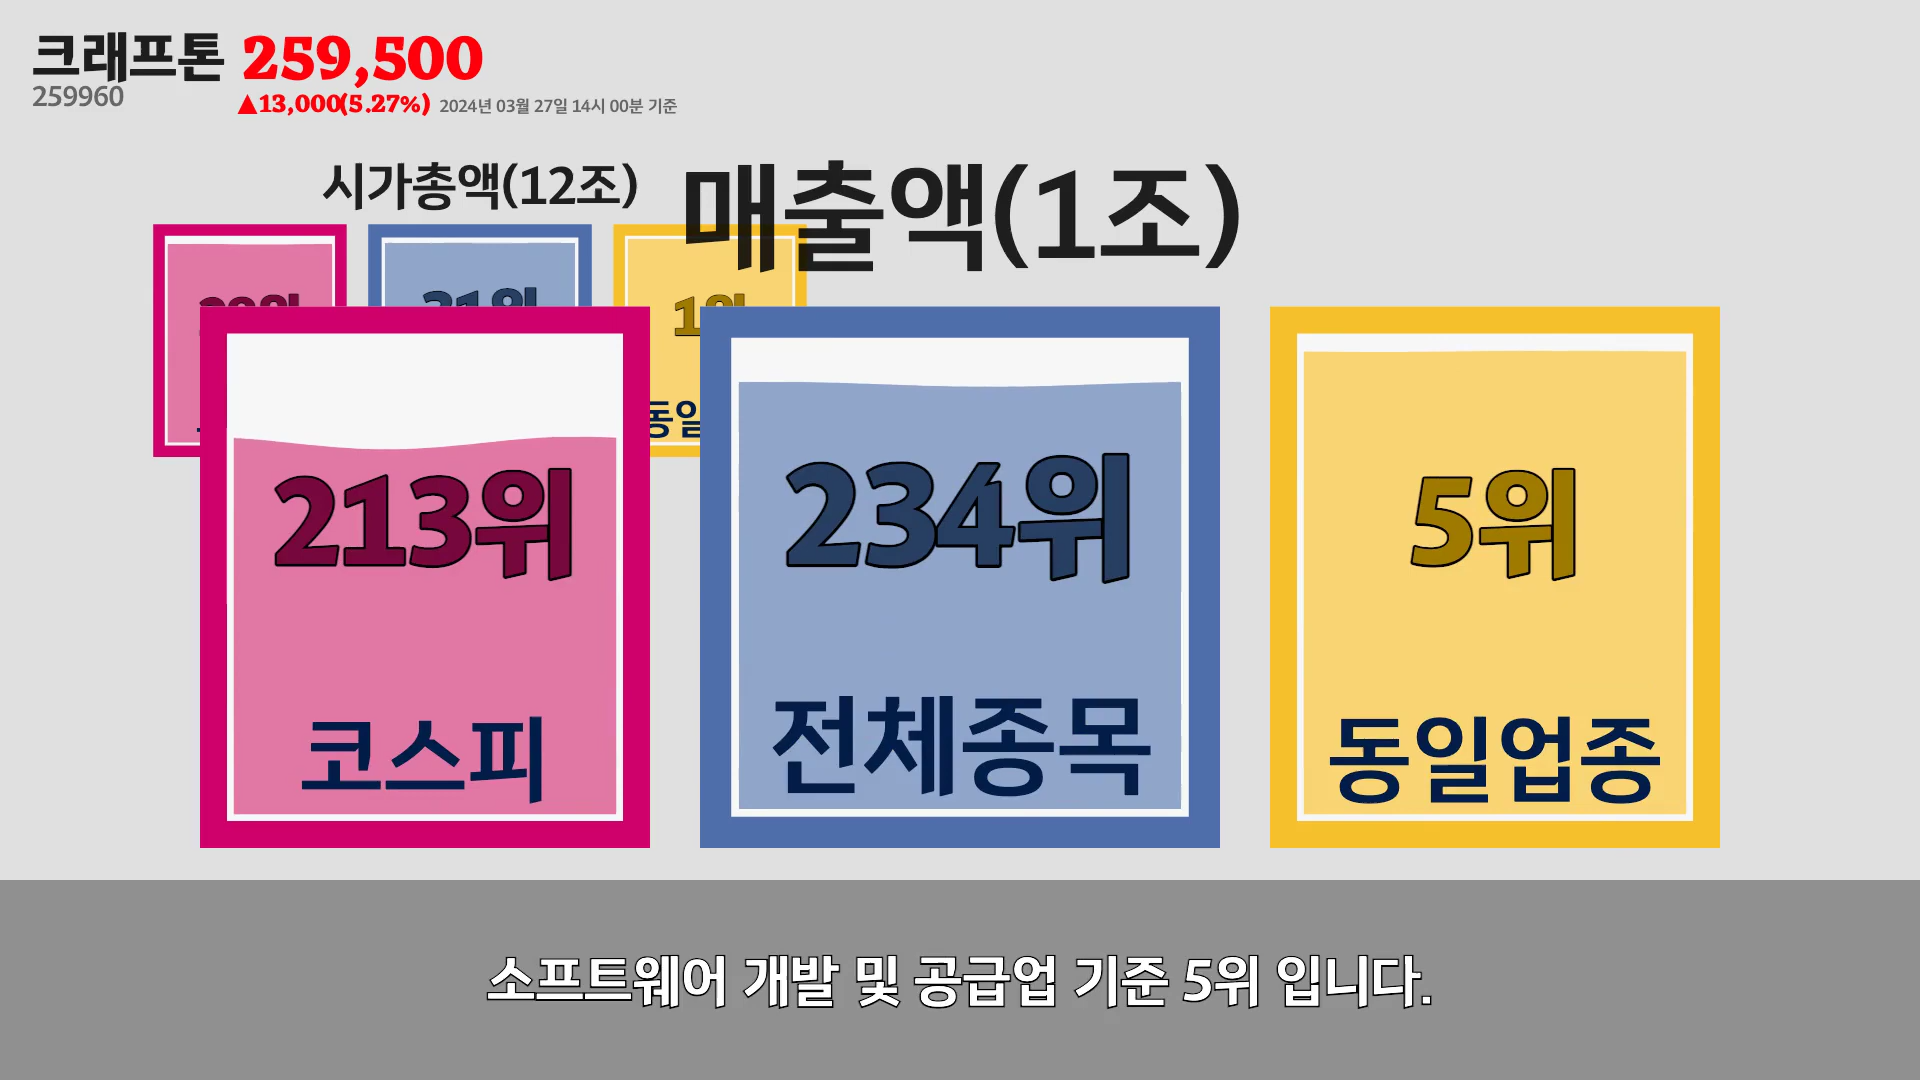 크래프톤 259,500
259960
▲13,000(5.27%) 2024년 03월 27일 14시 00분 기준
시가총액(12조)
매출액(1조)
213위
234위
5위
코스피
전체종목
동일업종
소프트웨어 개발 및 공급업 기준 5위 입니다.